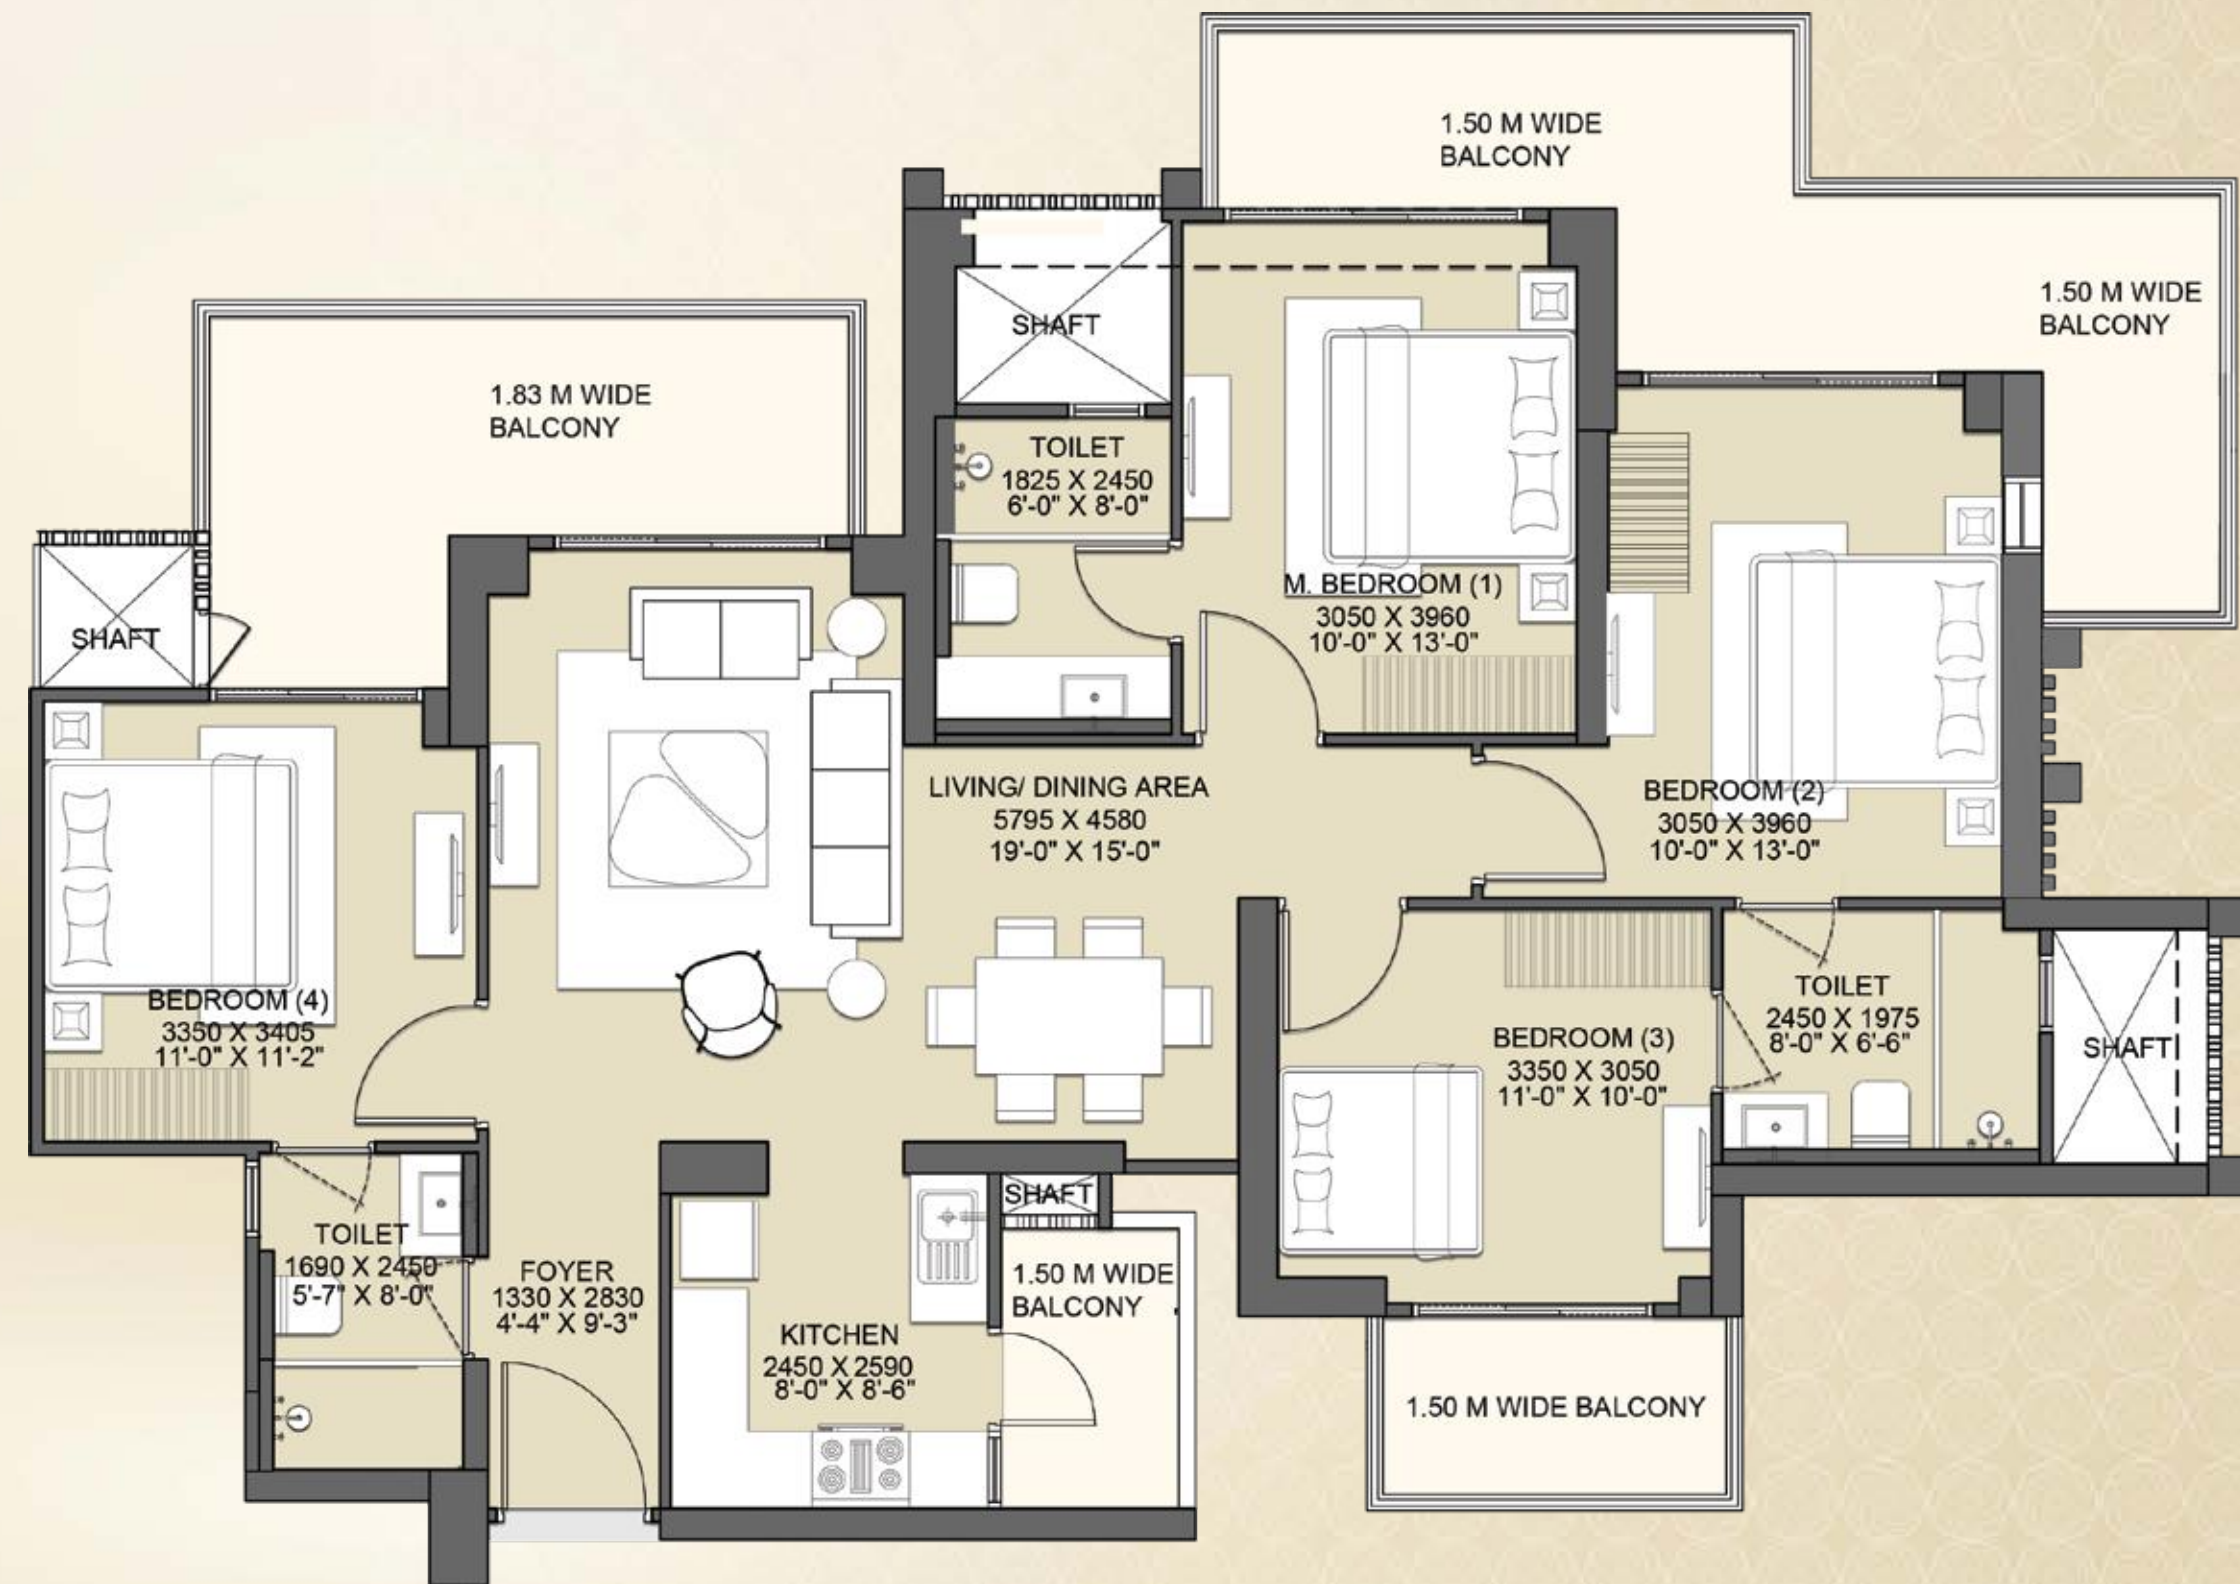 1.50 M WIDE
BALCONY
1.50 M WIDE
BALCONY
SHAFT
1.83 M WIDE
BALCONY
TOILET
1825 X 2450
6'-0" X 8'-0"
M. BEDROOM (1)
3050 X 3960
10'-0" X 13'-0"
SHAFT
LIVING/ DINING AREA
5795 X 4580
19'-0" X 15'-0"
BEDROOM (2)
3050 X 3960
10'-0" X 13'-0"
BEDROOM (4)
3350 X 3405
11'-0" X 11'-2"
TOILET
2450 X 1975
8'-0" X 6'-6"
BEDROOM (3)
3350 X 3050
11'-0" X 10'-0"
SHAFT
SHAFT
TOILET
1690 X 2450
5'-7" X 8'-0"
FOYER
1330 X 2830
4'-4" X 9'-3"
1.50 M WIDE
BALCONY
KITCHEN
2450 X 2590
8'-0" X 8'-6"
1.50 M WIDE BALCONY